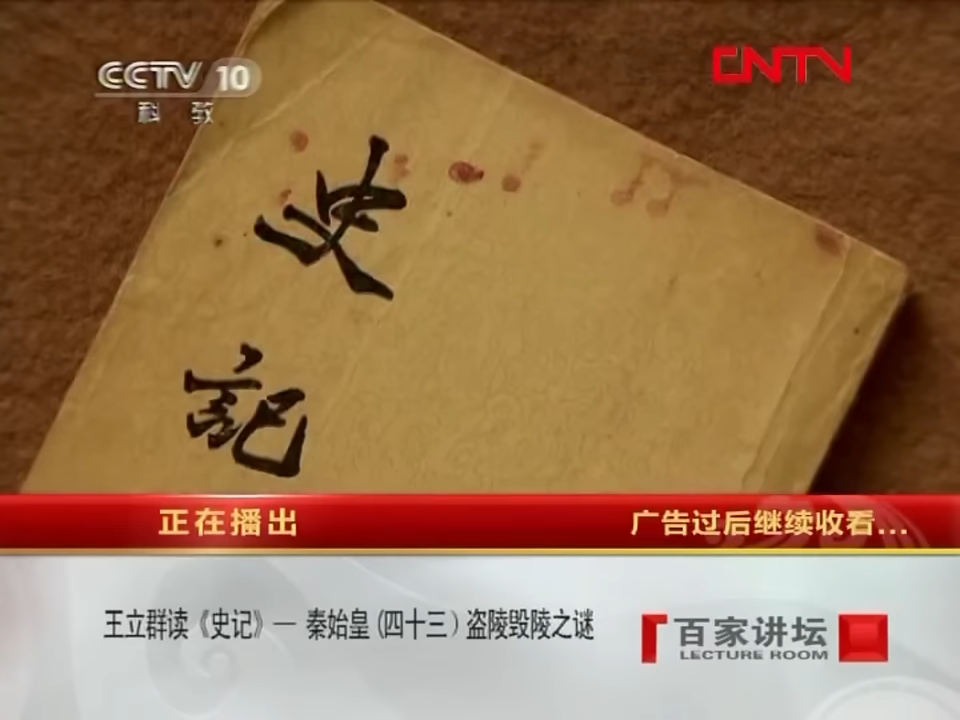 CCTV 10
科教
CNTV
史
記
正在播出
广告过后继续收看...
王立群读《史记》— 秦始皇(四十三)盗陵毁陵之谜
百家讲坛
LECTURE ROOM